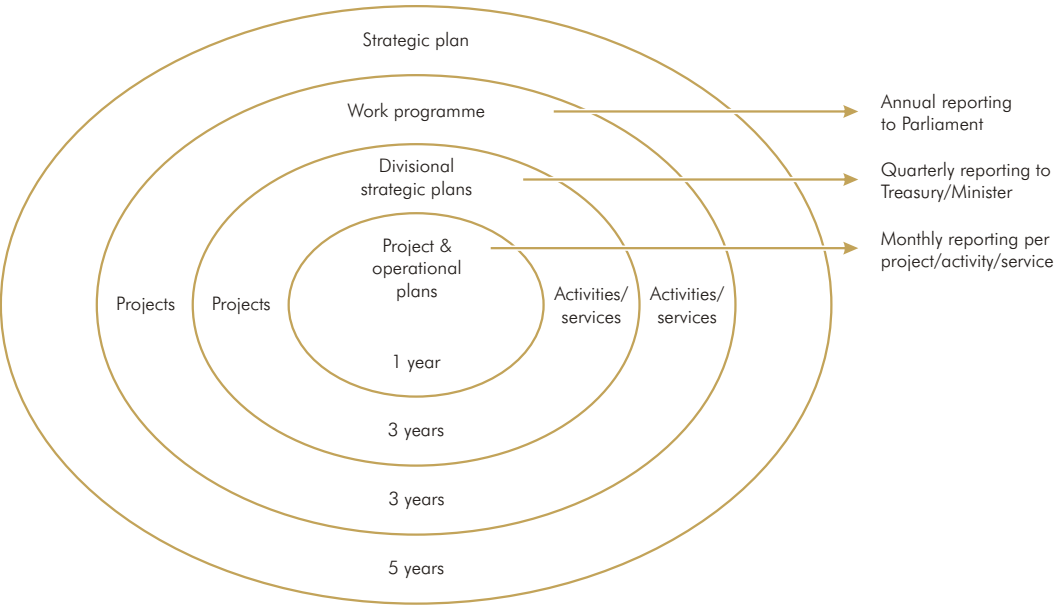 Strategic plan
Work programme
Annual reporting
to Parliament
Divisional
strategic plans
Quarterly reporting to
Treasury/Minister
Project &
operational
plans
Monthly reporting per
project/activity/service
Projects
Projects
Activities/
services
Activities/
services
1 year
3 years
3 years
5 years